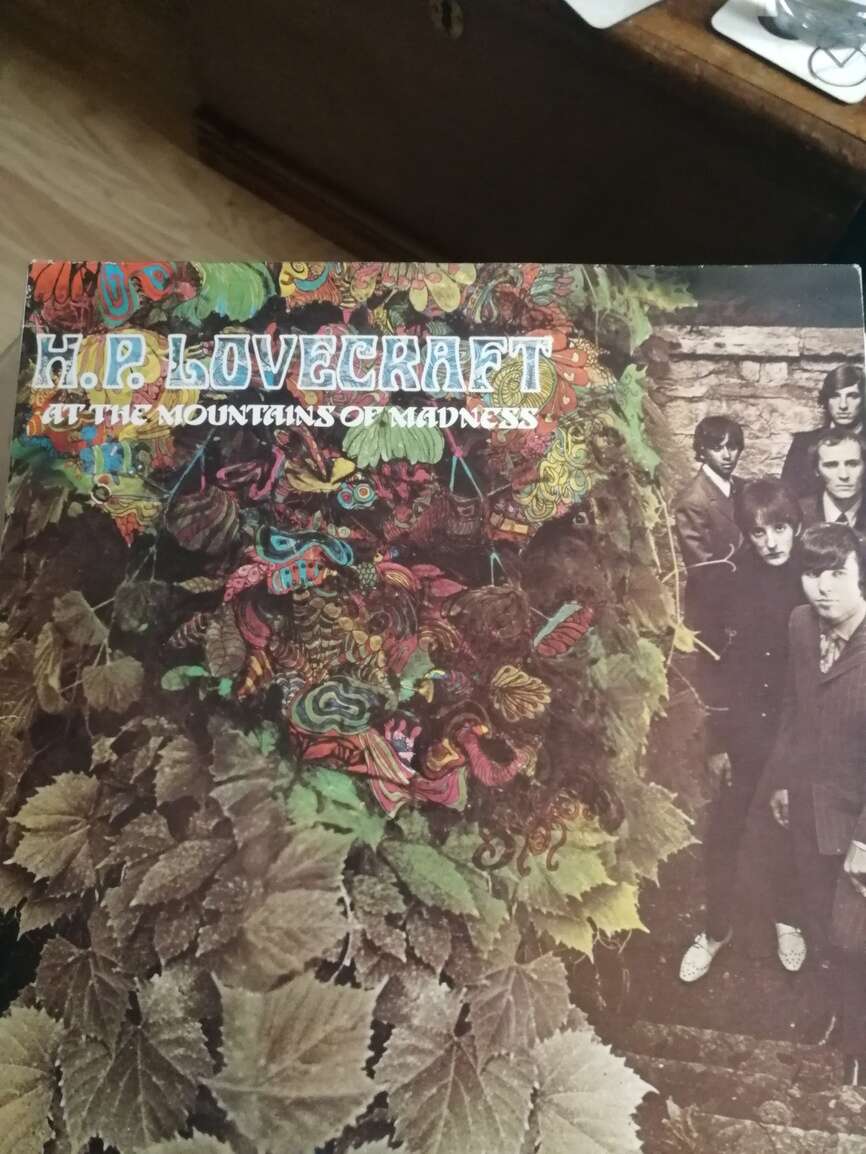 H.P. LOVECRAFT
AT THE MOUNTAINS OF MADNESS